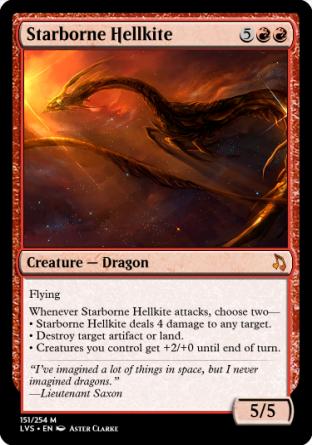 Starborne Hellkite 5
Creature — Dragon
Flying
Whenever Starborne Hellkite attacks, choose two—
• Starborne Hellkite deals 4 damage to any target.
• Destroy target artifact or land.
• Creatures you control get +2/+0 until end of turn.
“I’ve imagined a lot of things in space, but I never
imagined dragons.”
—Lieutenant Saxon
5/5
151/254 M
LVS • EN Aster Clarke